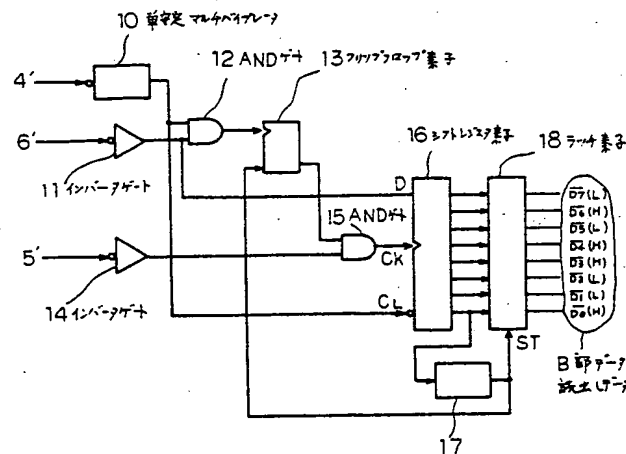 10 単安定マルチバイブレータ
4'
12 ANDゲート
13 フリップフロップ素子
6'
11 インバータゲート
16 シフトレジスタ素子
18 ラッチ素子
D
15 ANDゲート
CK
5'
14 インバータゲート
CL
ST
17
D7(L)
D6(H)
D5(L)
D4(H)
D3(H)
D2(L)
D1(L)
D0(H)
B部データ
読出しデータ